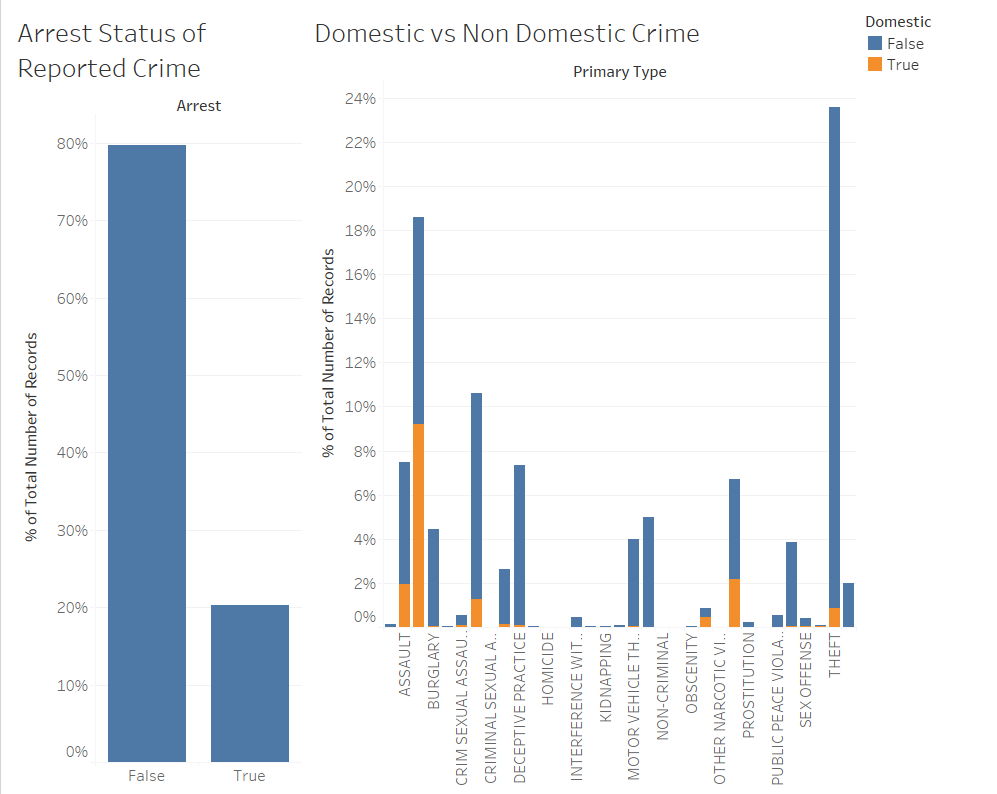 Arrest Status of
Reported Crime
Arrest
% of Total Number of Records
80%
70%
60%
50%
40%
30%
20%
10%
0%
False
True
Domestic vs Non Domestic Crime
Primary Type
% of Total Number of Records
24%
22%
20%
18%
16%
14%
12%
10%
8%
6%
4%
2%
0%
ASSAULT
BURGLARY
CRIM SEXUAL ASSAU..
CRIMINAL SEXUAL A..
DECEPTIVE PRACTICE
HOMICIDE
INTERFERENCE WIT..
KIDNAPPING
MOTOR VEHICLE TH..
NON-CRIMINAL
OBSCENITY
OTHER NARCOTIC VI..
PROSTITUTION
PUBLIC PEACE VIOLA..
SEX OFFENSE
THEFT
Domestic
False
True